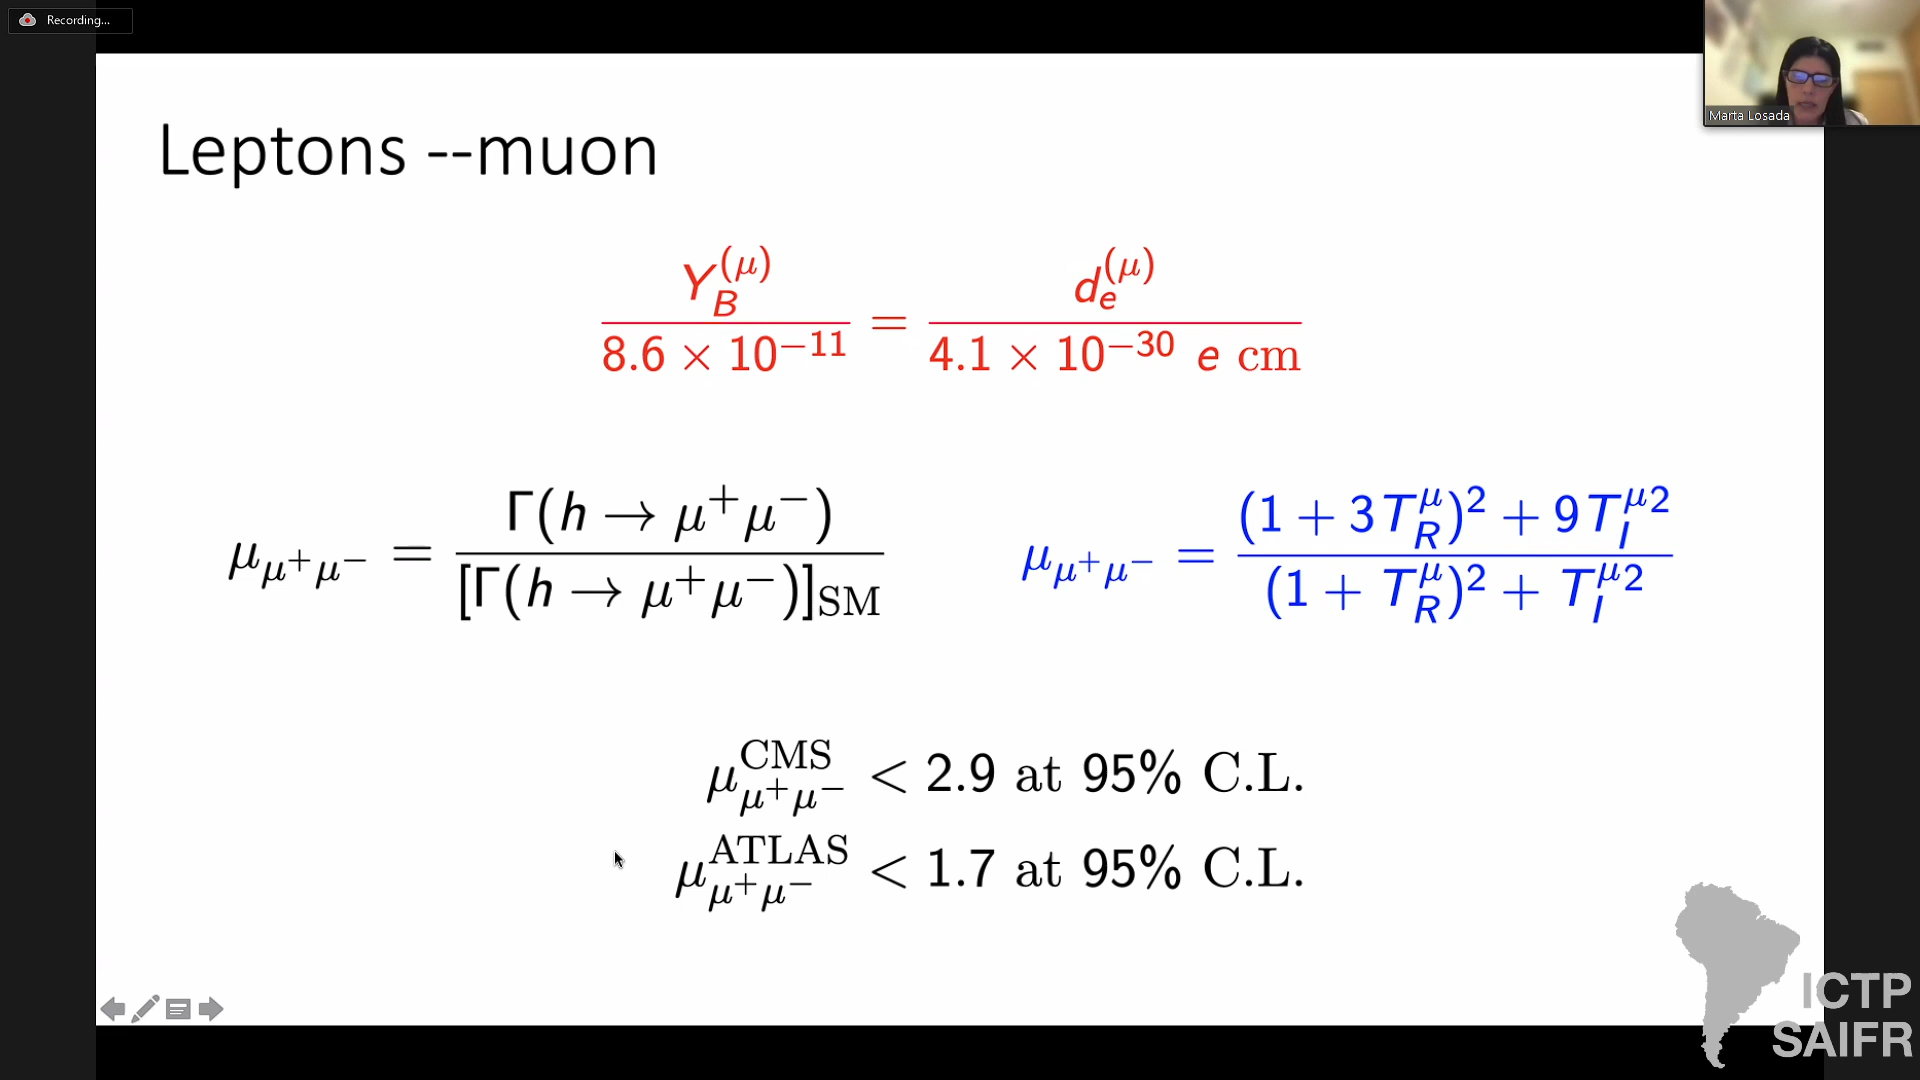 Recording...
Marta Losada
Leptons --muon
Y_B^(μ) / 8.6 × 10^−11 = d_e^(μ) / 4.1 × 10^−30 e cm
μ_μ+μ− = Γ(h → μ+μ−) / [Γ(h → μ+μ−)]_SM
μ_μ+μ− = (1 + 3T_R^μ)^2 + 9T_I^μ2 / (1 + T_R^μ)^2 + T_I^μ2
μ_μ+μ−^CMS < 2.9 at 95% C.L.
μ_μ+μ−^ATLAS < 1.7 at 95% C.L.
ICTP
SAIFR